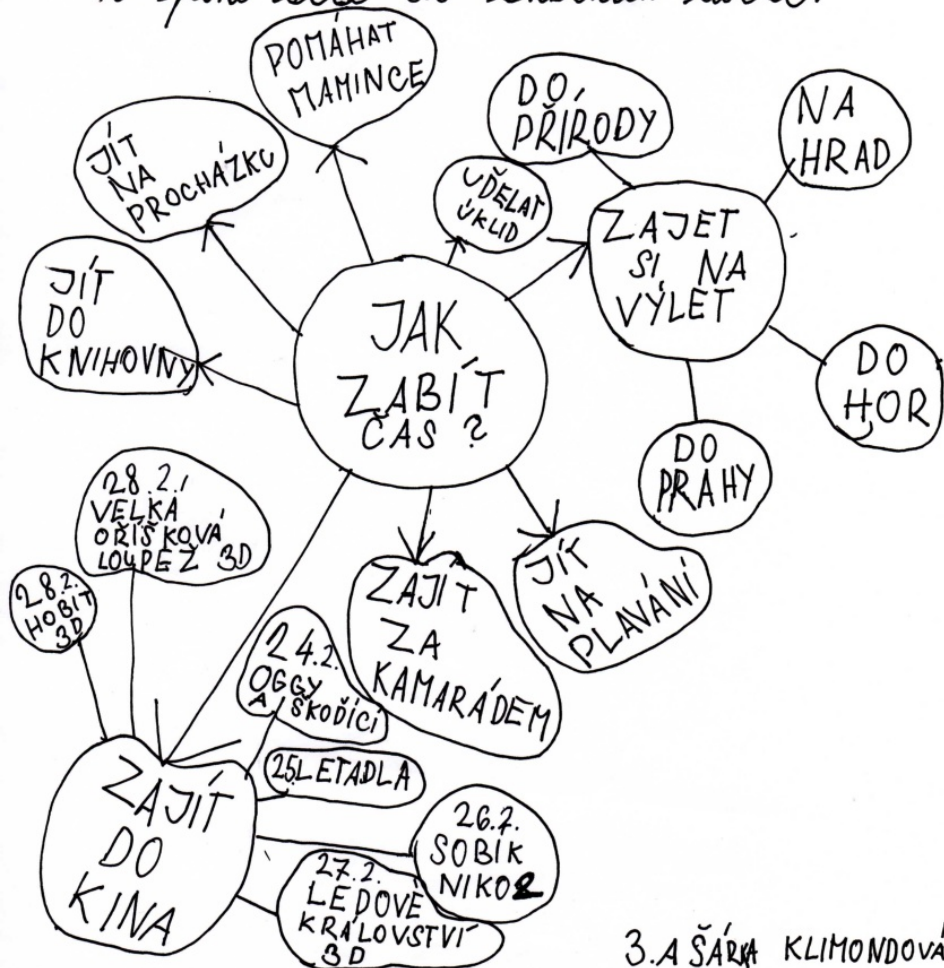 POMÁHAT
MAMINCE
JÍT
NA
PROCHÁZKU
JÍT
DO
KNIHOVNY
UDĚLAT
ÚKLID
DO
PŘÍRODY
NA
HRAD
ZAJET
SI NA
VÝLET
DO
HOR
DO
PRAHY
JAK
ZABÍT
ČAS ?
28.2.
VELKÁ
OŘÍŠKOVÁ
LOUPEŽ 3D
28.2.
HOBIT
3D
24.2.
OGGY
A ŠKODÍCI
ZAJÍT
ZA
KAMARÁDEM
JÍT
NA
PLAVÁNÍ
25.LETADLA
ZAJÍT
DO
KINA
26.2.
SOBÍK
NIKO2
27.2.
LEDOVÉ
KRÁLOVSTVÍ
3D
3.A ŠÁRKA KLIMONDOVÁ